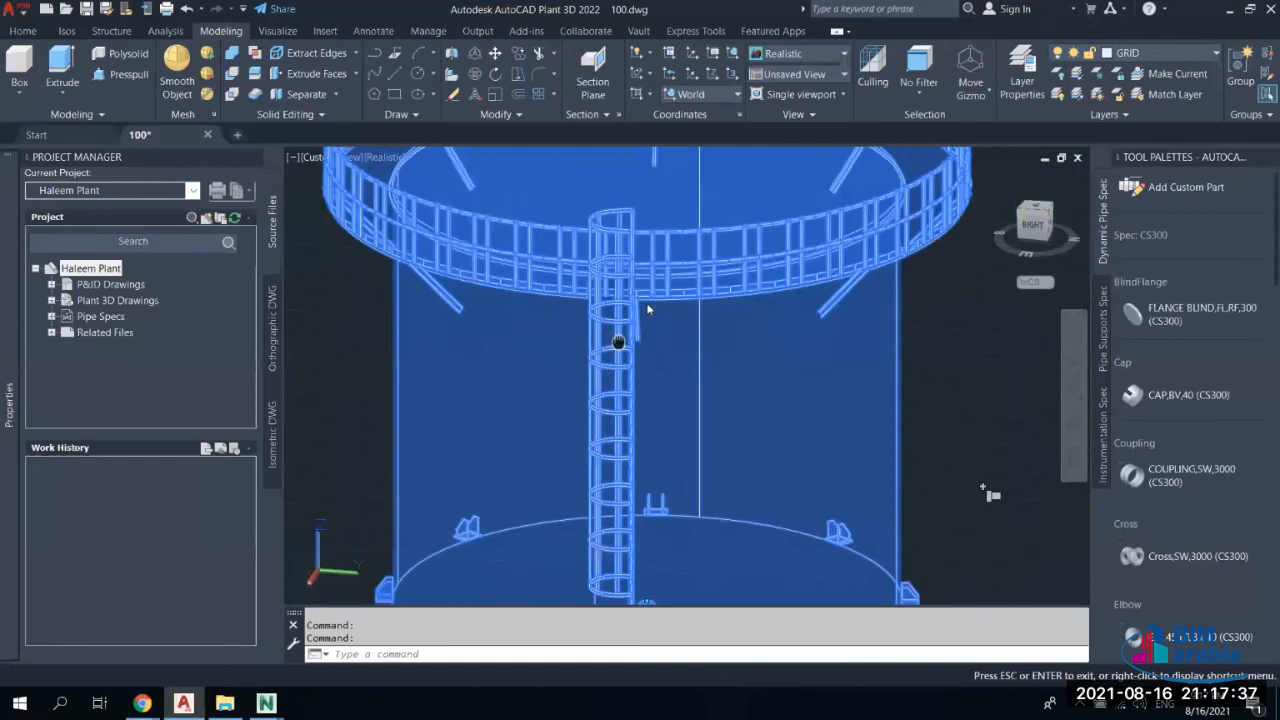 Share
Autodesk AutoCAD Plant 3D 2022 100.dwg
Type a keyword or phrase
Sign In
Home Isos Structure Analysis Modeling Visualize Insert Annotate Manage Output Add-ins Collaborate Vault Express Tools Featured Apps
Box
Extrude
Polysolid
Presspull
Smooth
Object
Extract Edges
Extrude Faces
Separate
Section
Plane
World
Realistic
Unsaved View
Single viewport
Culling
No Filter
Move
Gizmo
Layer
Properties
GRID
Make Current
Match Layer
Group
Modeling
Mesh
Solid Editing
Draw
Modify
Section
Coordinates
View
Selection
Layers
Groups
Start
100*
PROJECT MANAGER
Current Project:
Haleem Plant
Project
Search
Haleem Plant
P&ID Drawings
Plant 3D Drawings
Pipe Specs
Related Files
Work History
Properties
Source Files
Orthographic DWG
Isometric DWG
RIGHT
WCS
Z
Y
Command:
Command:
Type a command
TOOL PALETTES - AUTOCA...
Dynamic Pipe Spec
Pipe Supports Spec
Instrumentation Spec
Add Custom Part
Spec: CS300
BlindFlange
FLANGE BLIND,FL,RF,300
(CS300)
Cap
CAP,BV,40 (CS300)
Coupling
COUPLING,SW,3000
(CS300)
Cross
Cross,SW,3000 (CS300)
Elbow
BIM
arabia
Press ESC or ENTER to exit, or right-click to display shortcut menu.
2021-08-16 21:17:37
ENG
8/16/2021